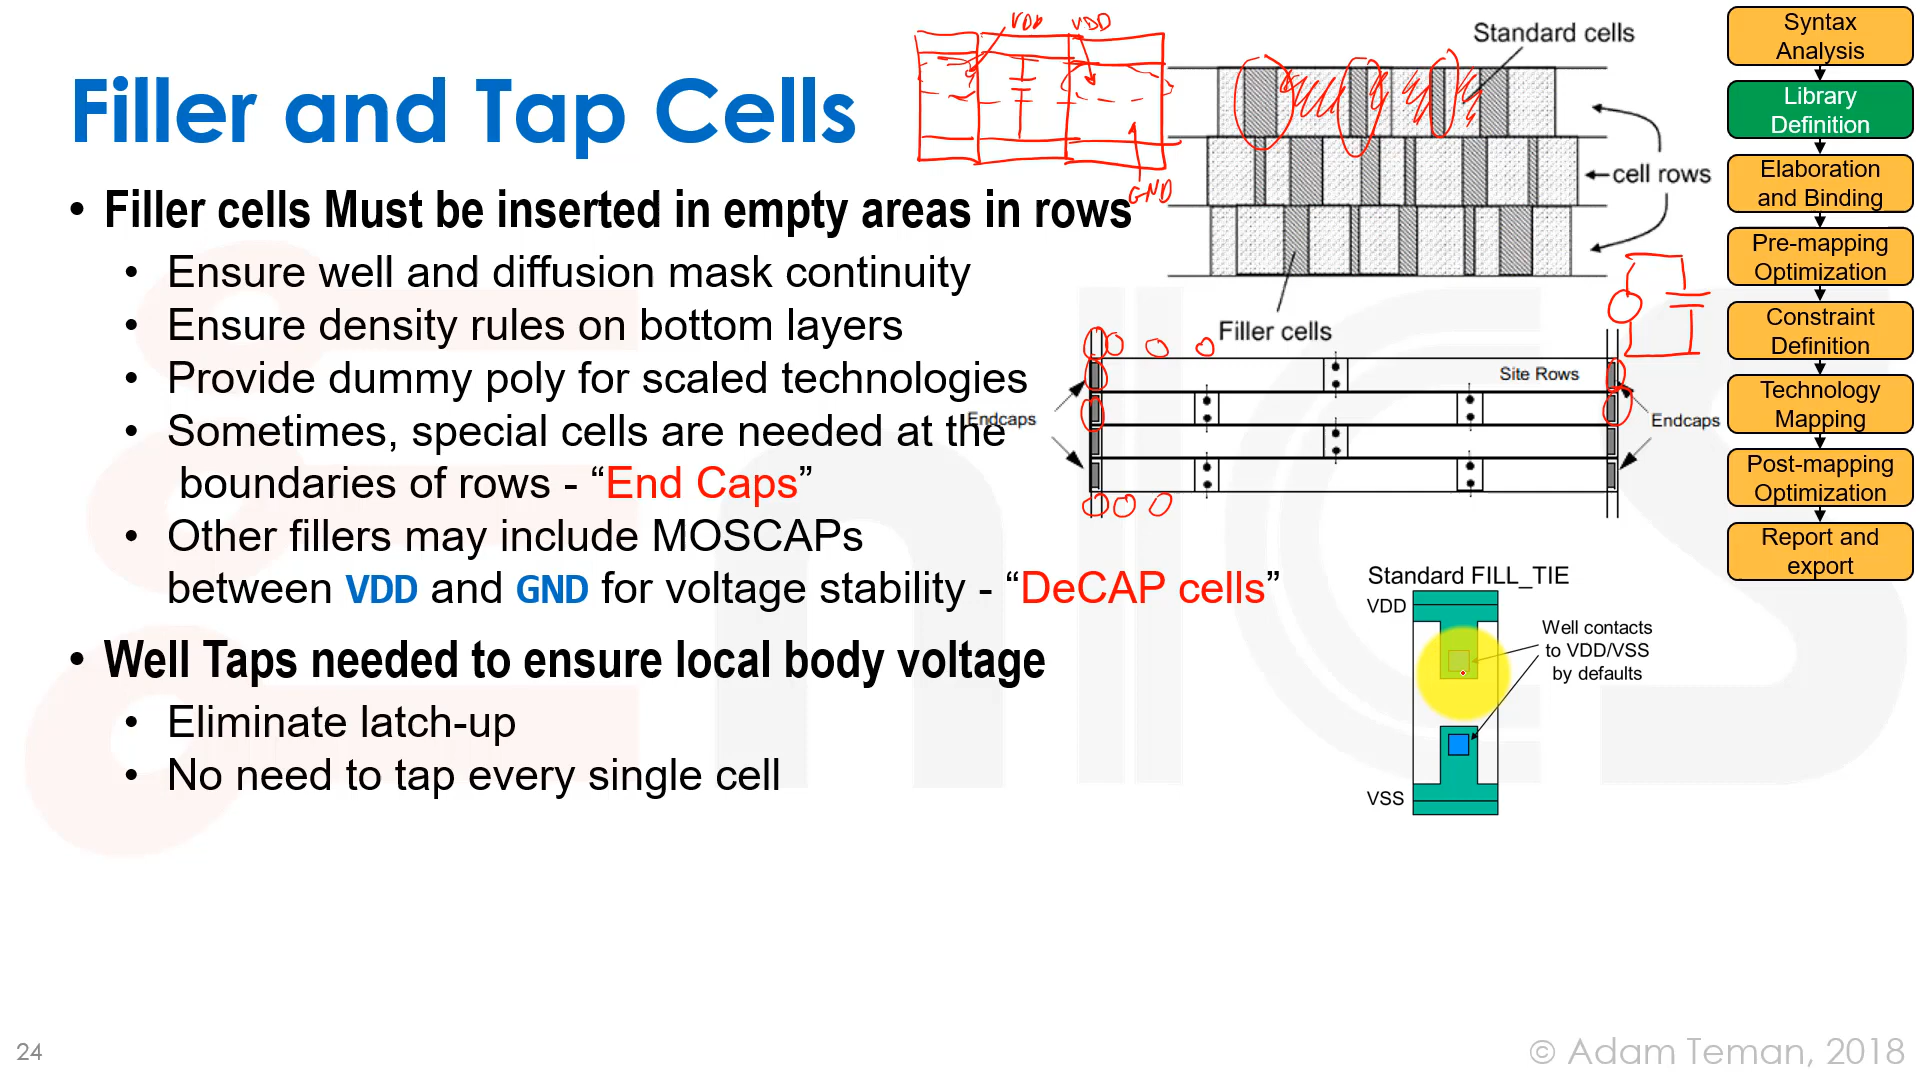 Filler and Tap Cells
• Filler cells Must be inserted in empty areas in rows
• Ensure well and diffusion mask continuity
• Ensure density rules on bottom layers
• Provide dummy poly for scaled technologies
• Sometimes, special cells are needed at the
boundaries of rows - “End Caps”
• Other fillers may include MOSCAPs
between VDD and GND for voltage stability - “DeCAP cells”
• Well Taps needed to ensure local body voltage
• Eliminate latch-up
• No need to tap every single cell
VDD VDD
GND
Standard cells
cell rows
Filler cells
Site Rows
Endcaps
Endcaps
Standard FILL_TIE
VDD
Well contacts
to VDD/VSS
by defaults
VSS
Syntax
Analysis
Library
Definition
Elaboration
and Binding
Pre-mapping
Optimization
Constraint
Definition
Technology
Mapping
Post-mapping
Optimization
Report and
export
24
© Adam Teman, 2018